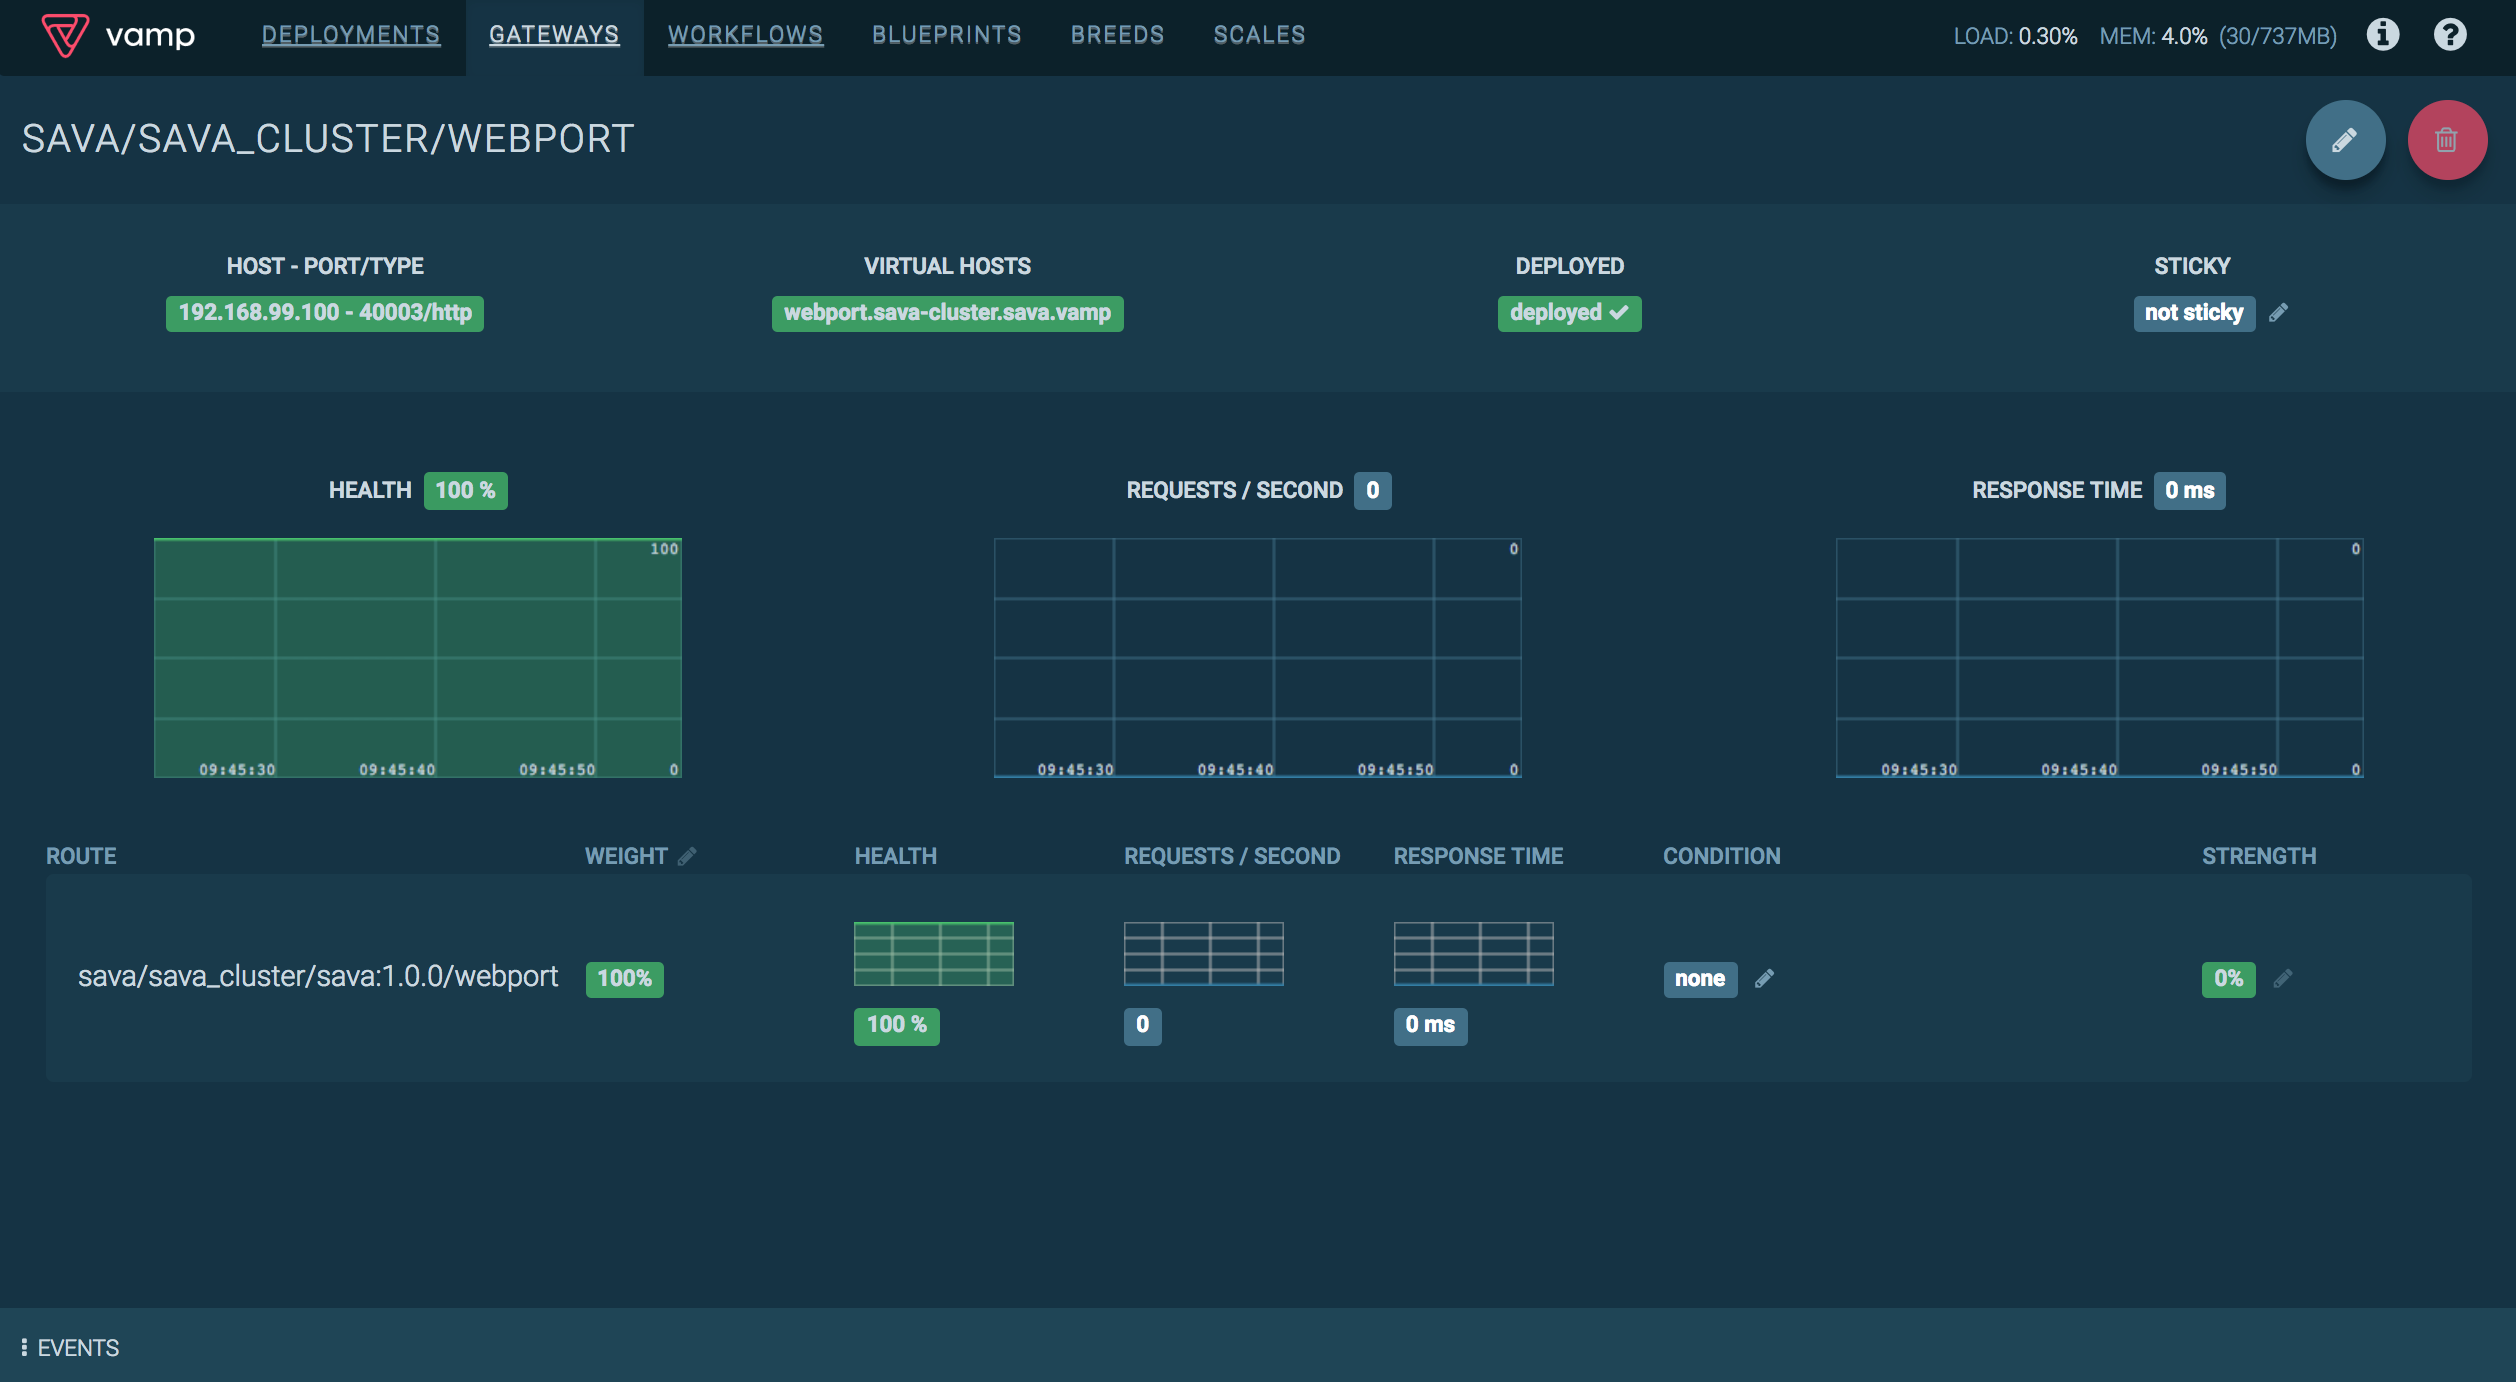 vamp DEPLOYMENTS GATEWAYS WORKFLOWS BLUEPRINTS BREEDS SCALES LOAD: 0.30% MEM: 4.0% (30/737MB)
SAVA/SAVA_CLUSTER/WEBPORT
HOST - PORT/TYPE VIRTUAL HOSTS DEPLOYED STICKY
192.168.99.100 - 40003/http webport.sava-cluster.sava.vamp deployed not sticky
HEALTH 100 % REQUESTS / SECOND 0 RESPONSE TIME 0 ms
100 0 0
09:45:30 09:45:40 09:45:50 0 09:45:30 09:45:40 09:45:50 0 09:45:30 09:45:40 09:45:50 0
ROUTE WEIGHT HEALTH REQUESTS / SECOND RESPONSE TIME CONDITION STRENGTH
sava/sava_cluster/sava:1.0.0/webport 100% none 0%
100 % 0 0 ms
EVENTS